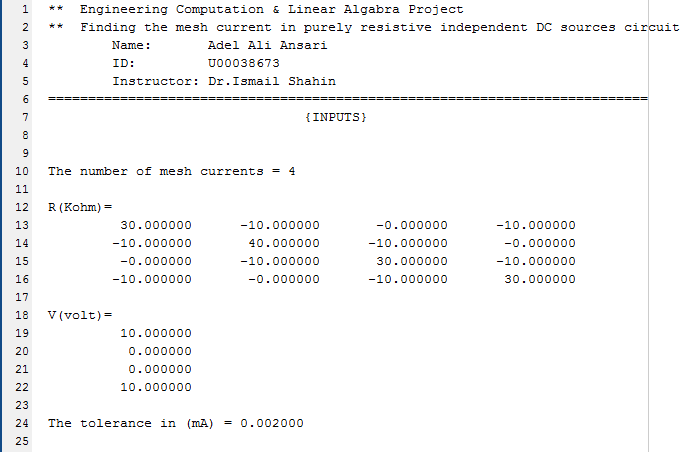 1 ** Engineering Computation & Linear Algabra Project
2 ** Finding the mesh current in purely resistive independent DC sources circuit
3 Name: Adel Ali Ansari
4 ID: U00038673
5 Instructor: Dr.Ismail Shahin
6 ===========================================================================
7 {INPUTS}
8
9
10 The number of mesh currents = 4
11
12 R(Kohm)=
13 30.000000 -10.000000 -0.000000 -10.000000
14 -10.000000 40.000000 -10.000000 -0.000000
15 -0.000000 -10.000000 30.000000 -10.000000
16 -10.000000 -0.000000 -10.000000 30.000000
17
18 V(volt)=
19 10.000000
20 0.000000
21 0.000000
22 10.000000
23
24 The tolerance in (mA) = 0.002000
25